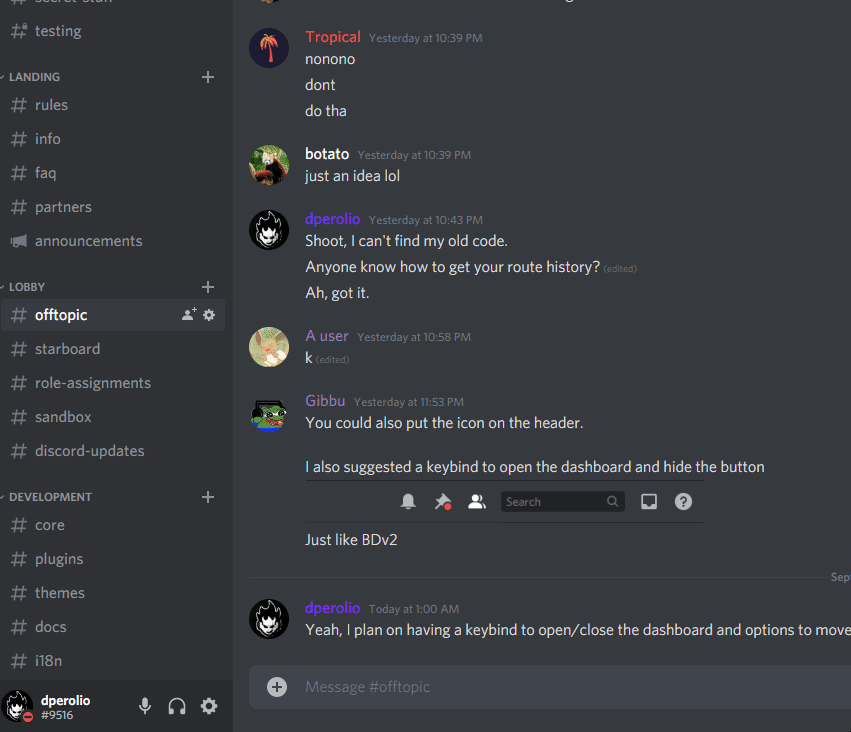 secret-stuff
testing
LANDING
rules
info
faq
partners
announcements
LOBBY
offtopic
starboard
role-assignments
sandbox
discord-updates
DEVELOPMENT
core
plugins
themes
docs
i18n
dperolio
#9516
Tropical Yesterday at 10:39 PM
nonono
dont
do tha
botato Yesterday at 10:39 PM
just an idea lol
dperolio Yesterday at 10:43 PM
Shoot, I can't find my old code.
Anyone know how to get your route history? (edited)
Ah, got it.
A user Yesterday at 10:58 PM
k (edited)
Gibbu Yesterday at 11:53 PM
You could also put the icon on the header.
I also suggested a keybind to open the dashboard and hide the button
Search
Just like BDv2
Sep
dperolio Today at 1:00 AM
Yeah, I plan on having a keybind to open/close the dashboard and options to move
Message #offtopic